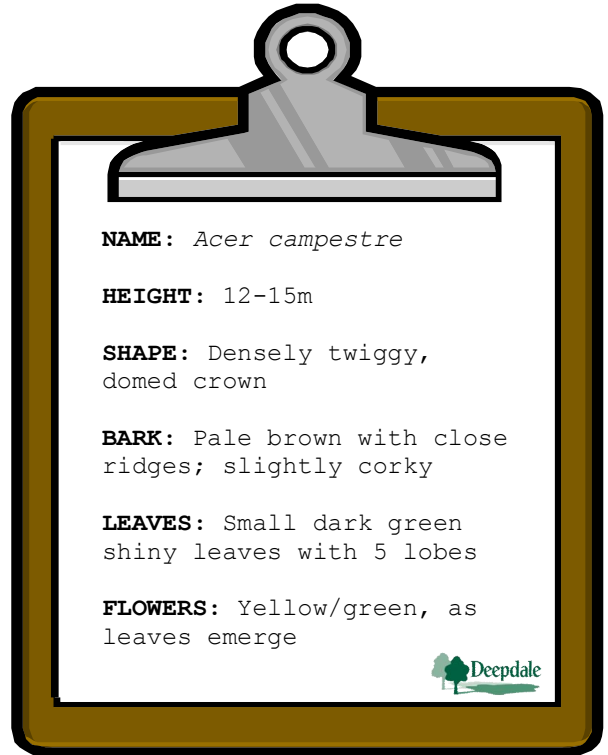 NAME: Acer campestre
HEIGHT: 12-15m
SHAPE: Densely twiggy,
domed crown
BARK: Pale brown with close
ridges; slightly corky
LEAVES: Small dark green
shiny leaves with 5 lobes
FLOWERS: Yellow/green, as
leaves emerge
Deepdale